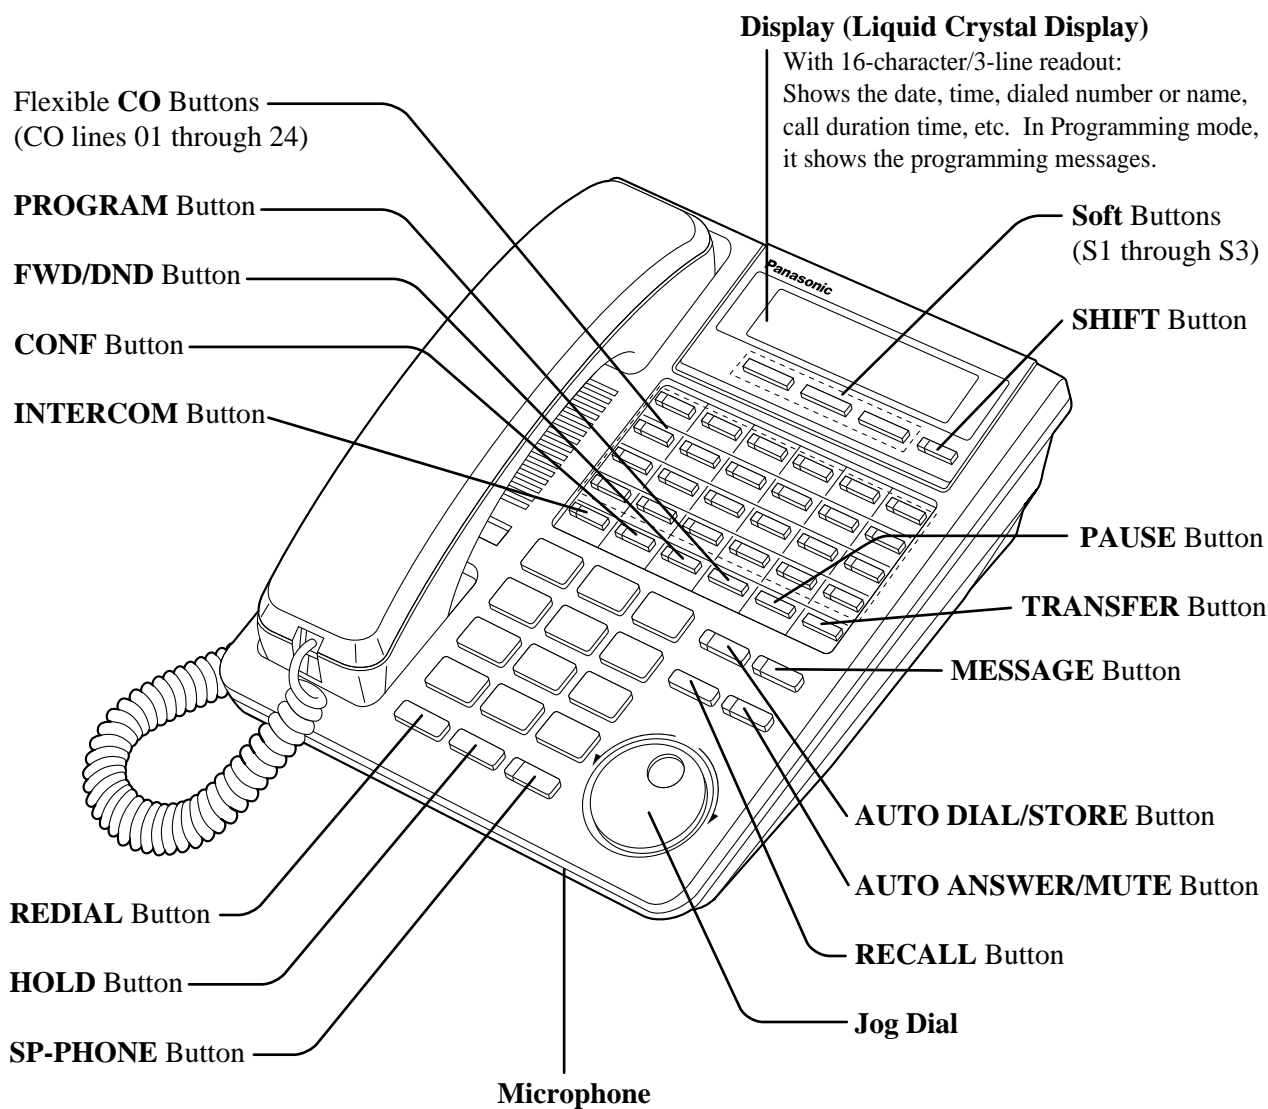 Display (Liquid Crystal Display)
With 16-character/3-line readout:
Shows the date, time, dialed number or name,
call duration time, etc.  In Programming mode,
it shows the programming messages.
Flexible CO Buttons
(CO lines 01 through 24)
PROGRAM Button
FWD/DND Button
CONF Button
INTERCOM Button
Soft Buttons
(S1 through S3)
SHIFT Button
Panasonic
PAUSE Button
TRANSFER Button
MESSAGE Button
AUTO DIAL/STORE Button
AUTO ANSWER/MUTE Button
RECALL Button
Jog Dial
REDIAL Button
HOLD Button
SP-PHONE Button
Microphone